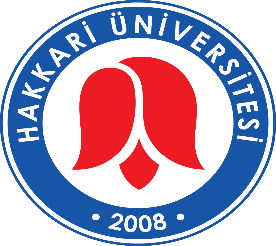 HAKKARİ ÜNİVERSİTESİ
• 2008 •